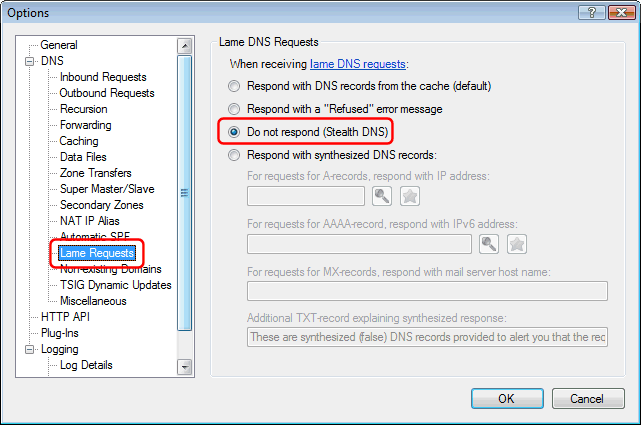 Options
General
DNS
Inbound Requests
Outbound Requests
Recursion
Forwarding
Caching
Data Files
Zone Transfers
Super Master/Slave
Secondary Zones
NAT IP Alias
Automatic SPF
Lame Requests
Non-existing Domains
TSIG Dynamic Updates
Miscellaneous
HTTP API
Plug-Ins
Logging
Log Details
Lame DNS Requests
When receiving lame DNS requests:
Respond with DNS records from the cache (default)
Respond with a "Refused" error message
Do not respond (Stealth DNS)
Respond with synthesized DNS records:
For requests for A-records, respond with IP address:
For requests for AAAA-record, respond with IPv6 address:
For requests for MX-records, respond with mail server host name:
Additional TXT-record explaining synthesized response:
These are synthesized (false) DNS records provided to alert you that the rec
OK
Cancel